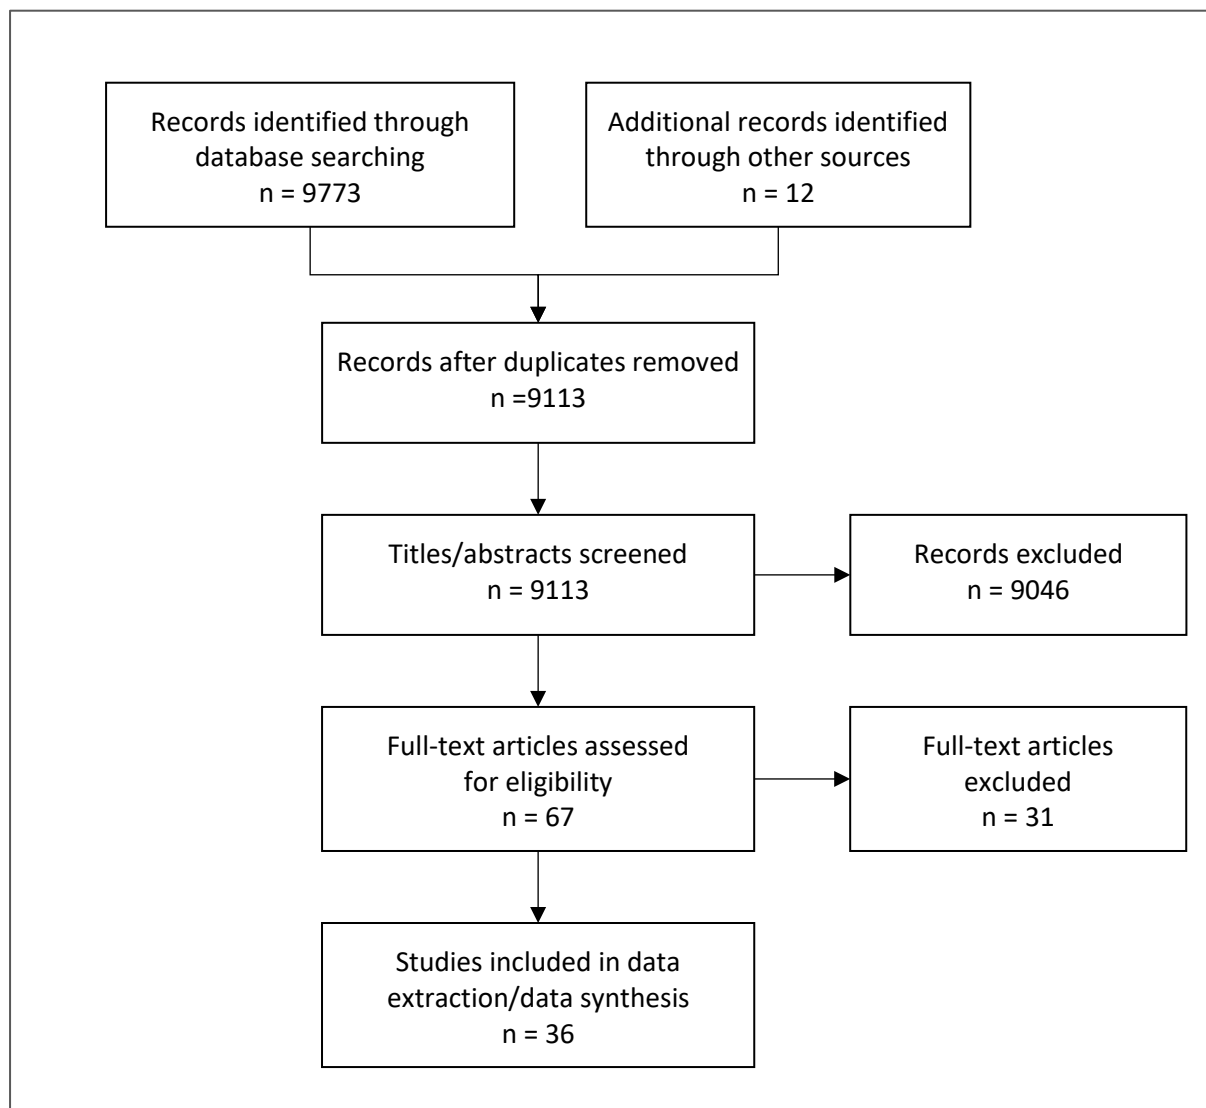 Records identified through
database searching
n = 9773
Additional records identified
through other sources
n = 12
Records after duplicates removed
n =9113
Titles/abstracts screened
n = 9113
Records excluded
n = 9046
Full-text articles assessed
for eligibility
n = 67
Full-text articles
excluded
n = 31
Studies included in data
extraction/data synthesis
n = 36